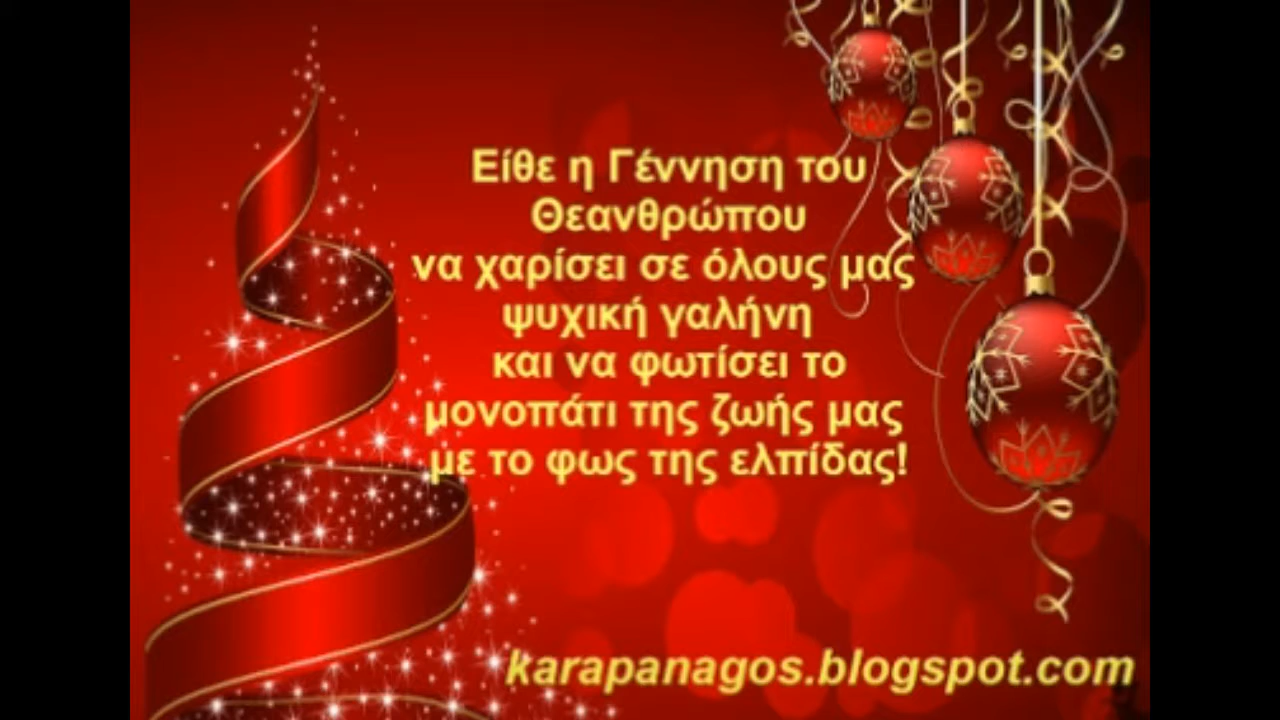 Είθε η Γέννηση του
Θεανθρώπου
να χαρίσει σε όλους μας
ψυχική γαλήνη
και να φωτίσει το
μονοπάτι της ζωής μας
με το φως της ελπίδας!
karapanagos.blogspot.com